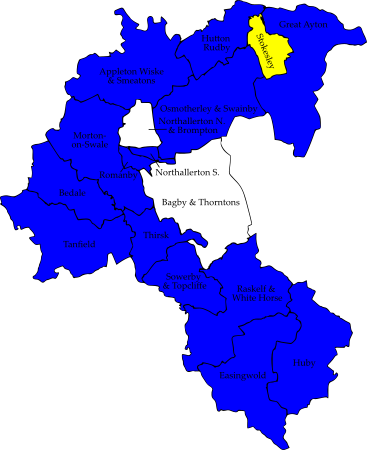 Great Ayton
Hutton
Rudby
Stokesley
Appleton Wiske
& Smeatons
Osmotherley & Swainby
Northallerton N.
& Brompton
Morton-
on-Swale
Romanby
Northallerton S.
Bedale
Bagby & Thorntons
Tanfield
Thirsk
Sowerby
& Topcliffe
Raskelf &
White Horse
Huby
Easingwold